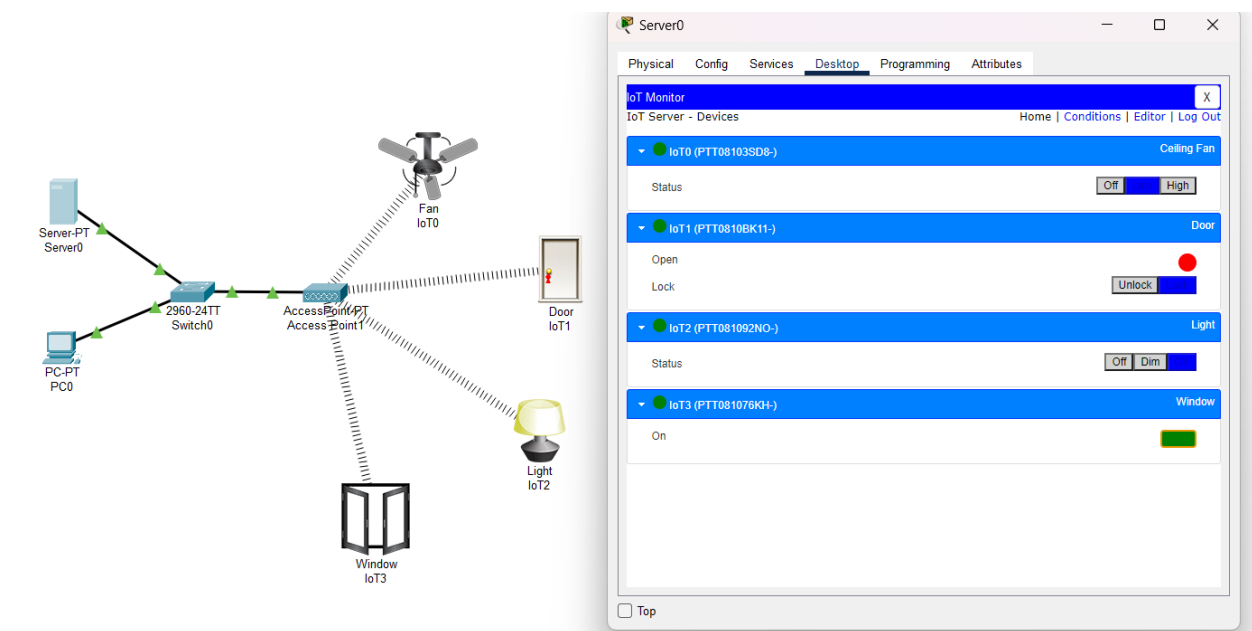 Fan
IoT0
Server-PT
Server0
2960-24TT
Switch0
AccessPoint-PT
Access Point1
Door
IoT1
PC-PT
PC0
Light
IoT2
Window
IoT3
Server0
Physical Config Services Desktop Programming Attributes
IoT Monitor X
IoT Server - Devices Home | Conditions | Editor | Log Out
IoT0 (PTT08103SD8-) Ceiling Fan
Status Off High
IoT1 (PTT0810BK11-) Door
Open
Lock Unlock
IoT2 (PTT081092NO-) Light
Status Off Dim
IoT3 (PTT081076KH-) Window
On
Top